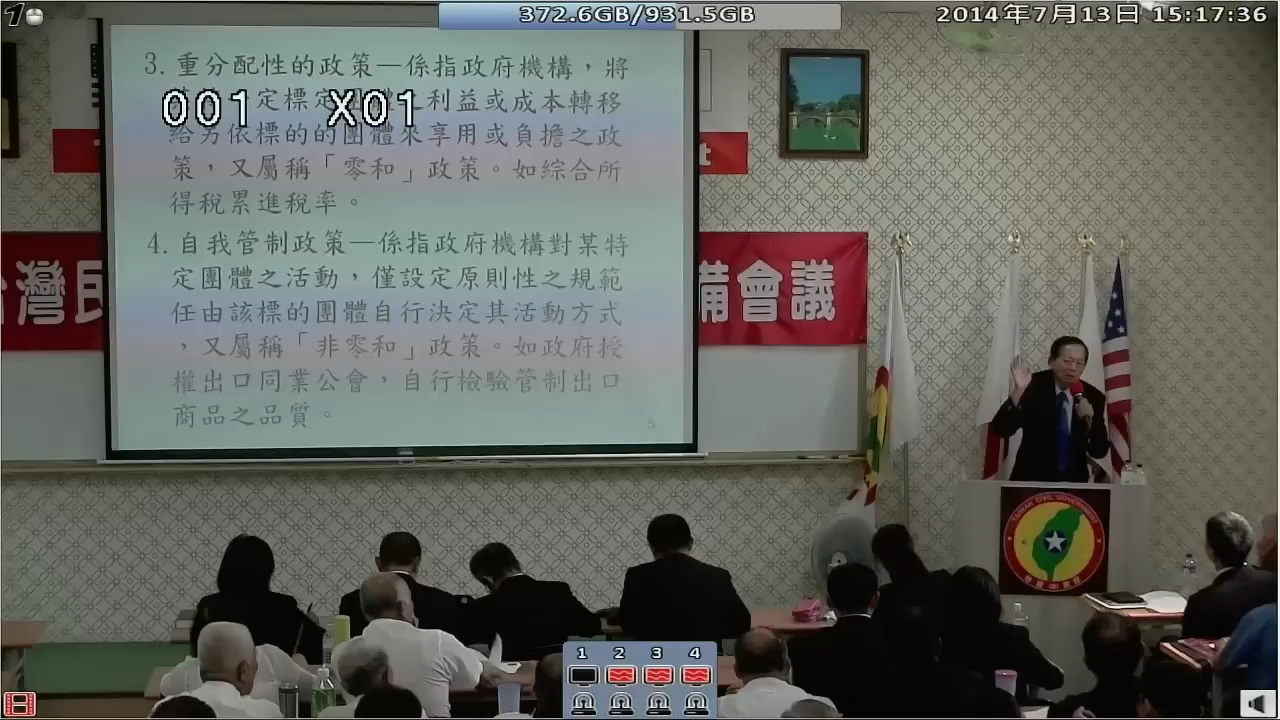 372.6GB/931.5GB
2014年7月13日 15:17:36
3. 重分配性的政策—係指政府機構，將
001 X01
定標定
利益或成本轉移
給另依標的的團體來享用或負擔之政
策，又屬稱「零和」政策。如綜合所
得稅累進稅率。
4. 自我管制政策—係指政府機構對某特
定團體之活動，僅設定原則性之規範
任由該標的團體自行決定其活動方式
，又屬稱「非零和」政策。如政府授
權出口同業公會，自行檢驗管制出口
商品之品質。
5
t
台灣民
備會議
TAIWAN CIVIL GOVERNMENT
1 2 3 4